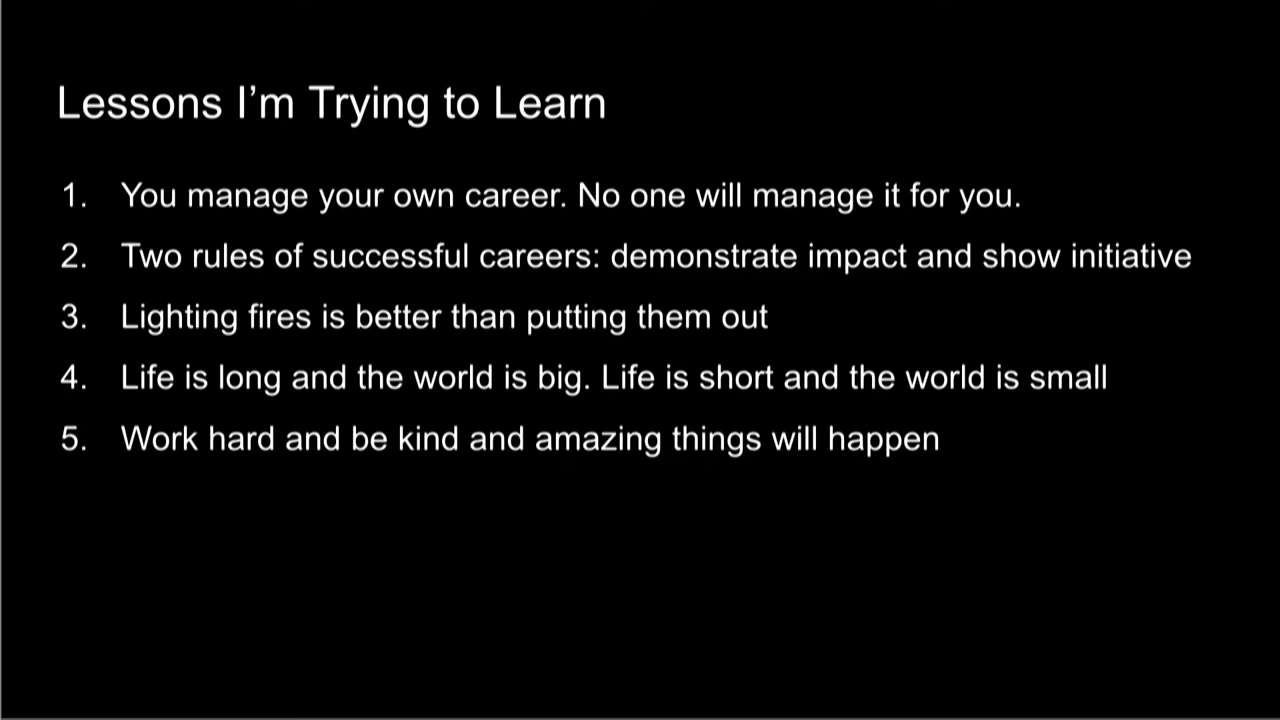 Lessons I’m Trying to Learn
1. You manage your own career. No one will manage it for you.
2. Two rules of successful careers: demonstrate impact and show initiative
3. Lighting fires is better than putting them out
4. Life is long and the world is big. Life is short and the world is small
5. Work hard and be kind and amazing things will happen